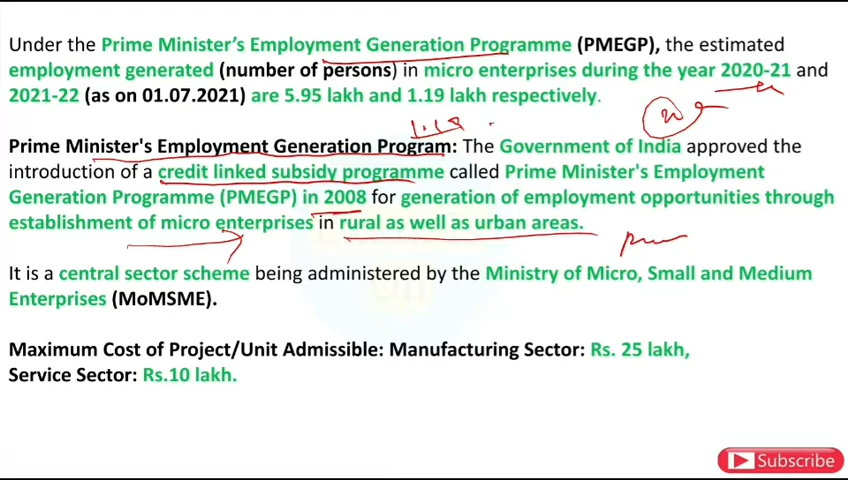 Under the Prime Minister's Employment Generation Programme (PMEGP), the estimated
employment generated (number of persons) in micro enterprises during the year 2020-21 and
2021-22 (as on 01.07.2021) are 5.95 lakh and 1.19 lakh respectively.
1.19
Prime Minister's Employment Generation Program: The Government of India approved the
introduction of a credit linked subsidy programme called Prime Minister's Employment
Generation Programme (PMEGP) in 2008 for generation of employment opportunities through
establishment of micro enterprises in rural as well as urban areas.
It is a central sector scheme being administered by the Ministry of Micro, Small and Medium
Enterprises (MoMSME).
Maximum Cost of Project/Unit Admissible: Manufacturing Sector: Rs. 25 lakh,
Service Sector: Rs.10 lakh.
Subscribe